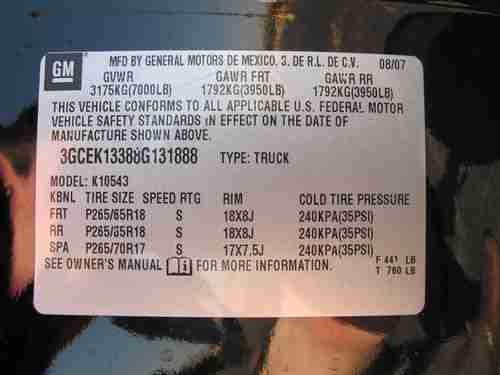 GM
MFD BY GENERAL MOTORS DE MEXICO, S. DE R.L. DE C.V. 08/07
GVWR GAWR FRT GAWR RR
3175KG(7000LB) 1792KG(3950LB) 1792KG(3950LB)
THIS VEHICLE CONFORMS TO ALL APPLICABLE U.S. FEDERAL MOTOR
VEHICLE SAFETY STANDARDS IN EFFECT ON THE DATE OF
MANUFACTURE SHOWN ABOVE.
3GCEK13388G131888 TYPE: TRUCK
MODEL: K10543
KBNL TIRE SIZE SPEED RTG RIM COLD TIRE PRESSURE
FRT P265/65R18 S 18X8J 240KPA(35PSI)
RR P265/65R18 S 18X8J 240KPA(35PSI)
SPA P265/70R17 S 17X7.5J 240KPA(35PSI)
SEE OWNER'S MANUAL FOR MORE INFORMATION.
F 441 LB
T 760 LB